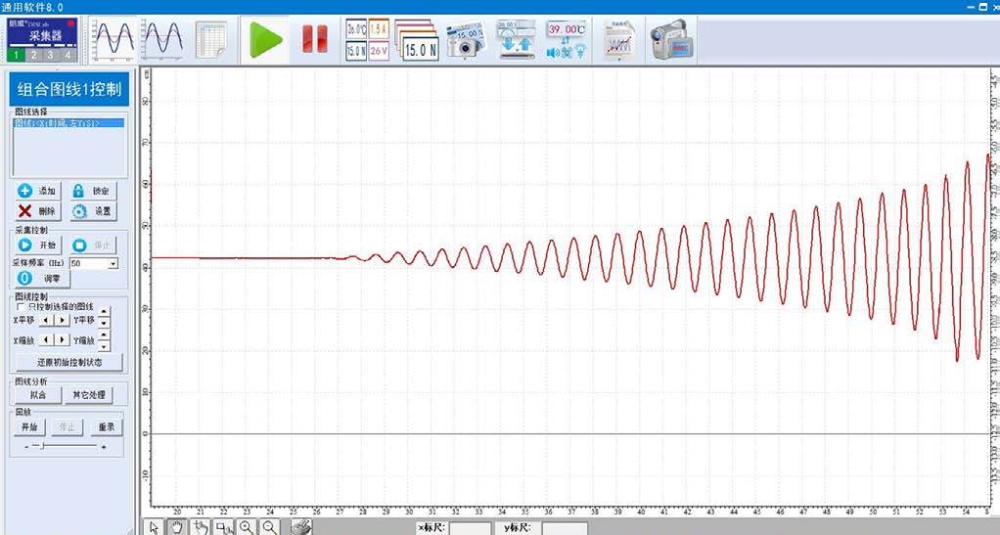 通用软件8.0
朗威 DISLab
采集器
1 2 3 4
26.0℃ 1.5 A
15.0 N 26 V
15.0 N
15.00 N
26.00℃
39.00℃
组合图线1控制
图线选择
图线1<X:时间,左Y:S1>
添加 锁定
删除 设置
采集控制
开始 停止
采样频率 (Hz) 50
0 调零
图线控制
只控制选择的图线
X平移 Y平移
X缩放 Y缩放
还原初始控制状态
图线分析
拟合 其它处理
回放
开始 停止 重录
- +
cm
80
70
60
50
40
30
20
10
0
-10
20 21 22 23 24 25 26 27 28 29 30 31 32 33 34 35 36 37 38 39 40 41 42 43 44 45 46 47 48 49 50 51 52 53 54
x标尺: y标尺: